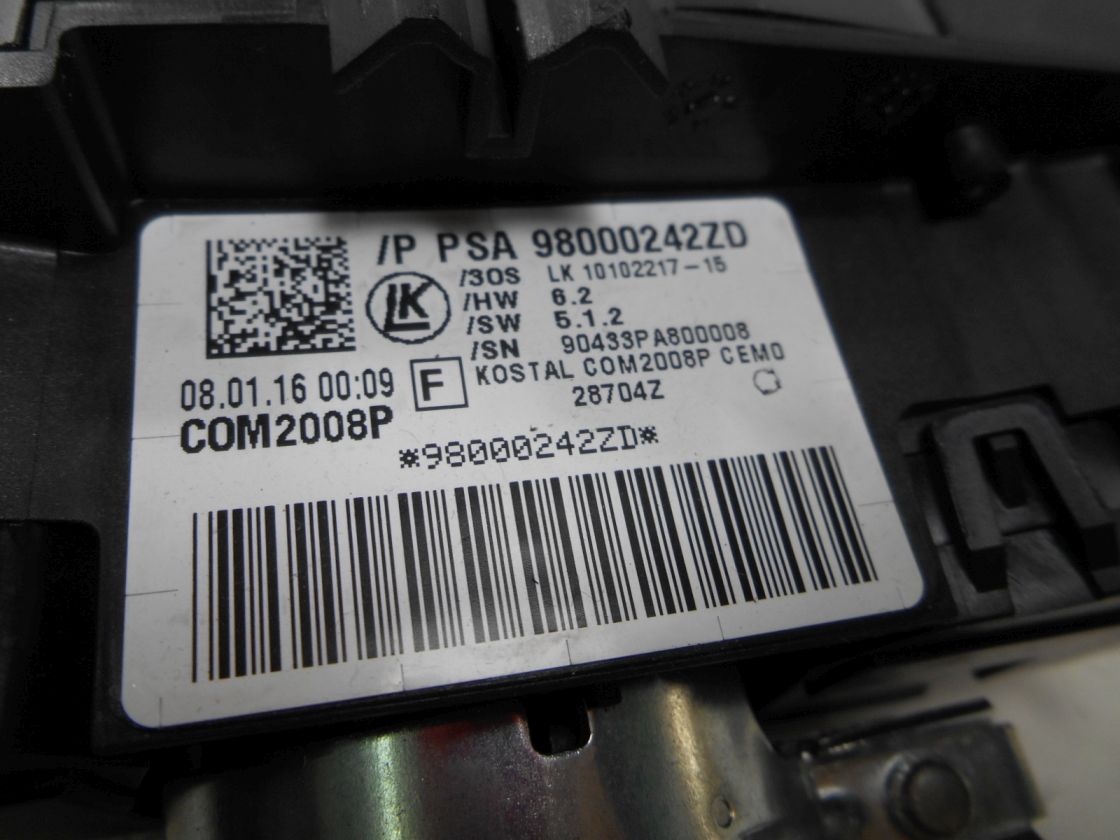 /P PSA 98000242ZD
/3OS LK 10102217-15
LK
/HW 6.2
/SW 5.1.2
/SN 90433PA800008
08.01.16 00:09
F
KOSTAL COM2008P CEM0
28704Z
COM2008P
*98000242ZD*